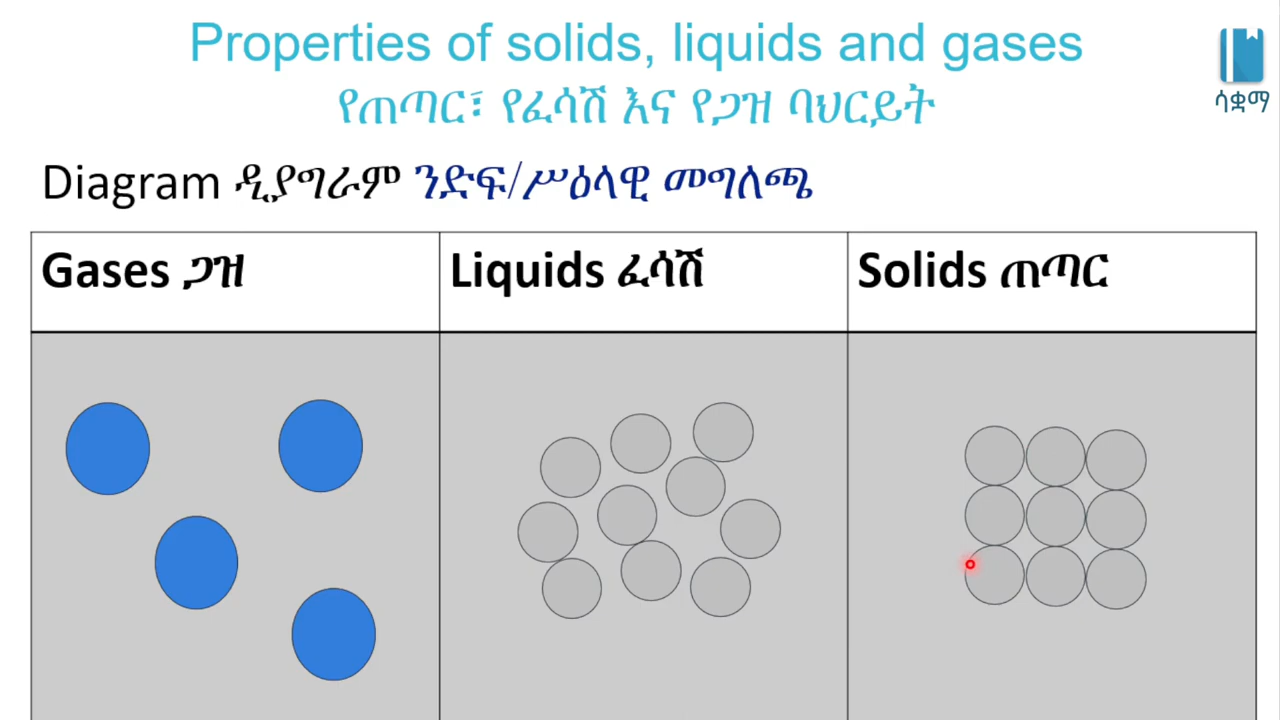 Properties of solids, liquids and gases
የጠጣር፣ የፈሳሽ እና የጋዝ ባህርይት
ሳቋማ
Diagram ዲያግራም ንድፍ/ሥዕላዊ መግለጫ
Gases ጋዝ
Liquids ፈሳሽ
Solids ጠጣር